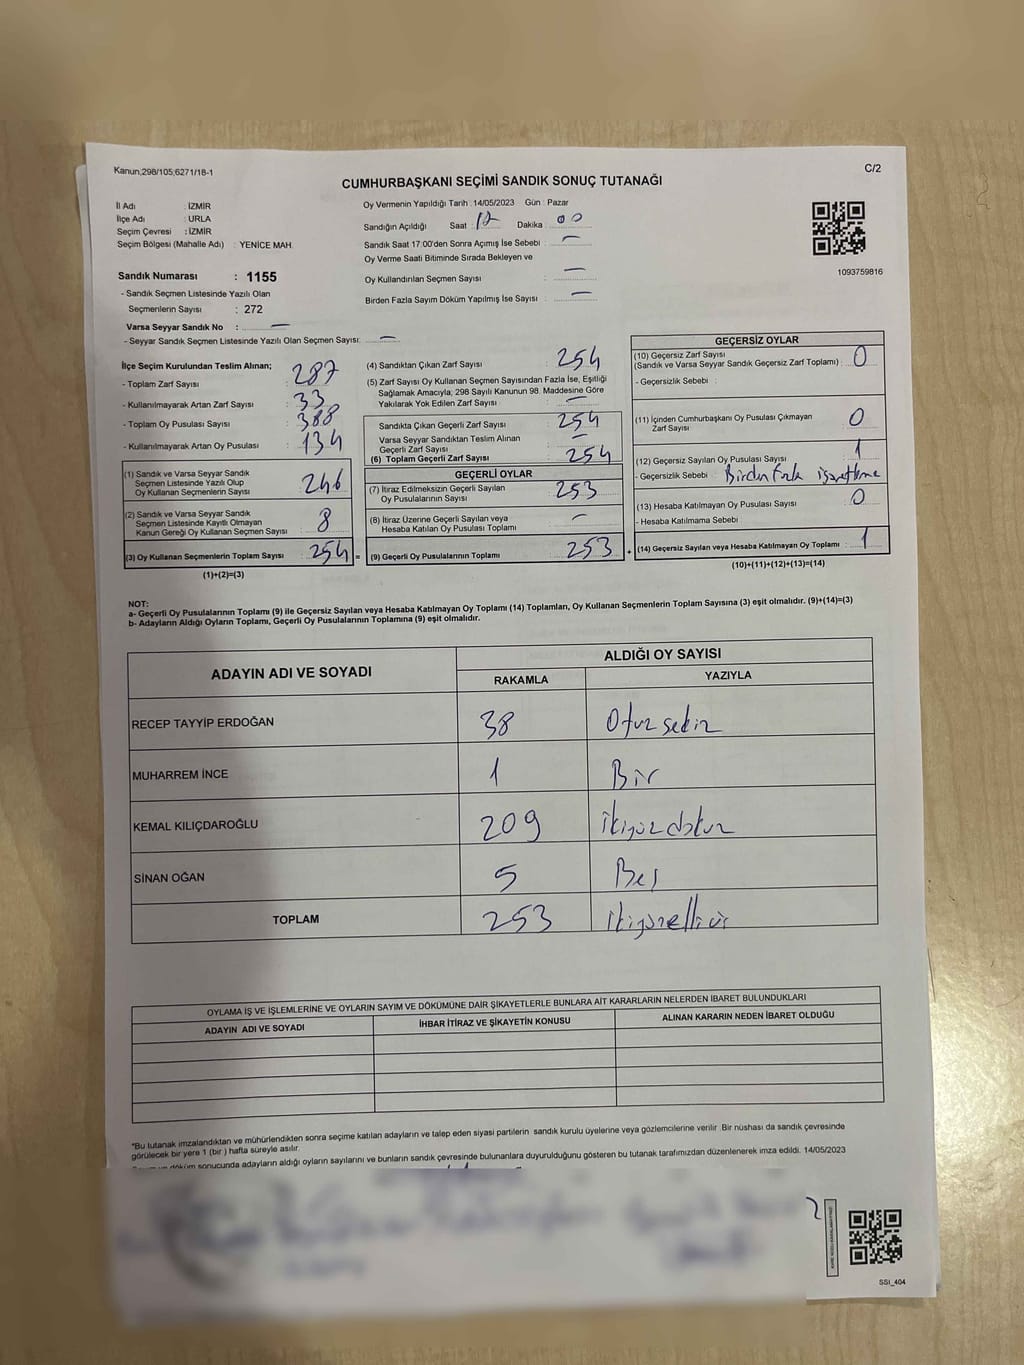 Kanun;298/105;6271/18-1
C/2
CUMHURBAŞKANI SEÇİMİ SANDIK SONUÇ TUTANAĞI
İl Adı : İZMİR
İlçe Adı : URLA
Seçim Çevresi : İZMİR
Seçim Bölgesi (Mahalle Adı) : YENİCE MAH.
Sandık Numarası : 1155
- Sandık Seçmen Listesinde Yazılı Olan
Seçmenlerin Sayısı : 272
Varsa Seyyar Sandık No : —
- Seyyar Sandık Seçmen Listesinde Yazılı Olan Seçmen Sayısı: —
Oy Vermenin Yapıldığı Tarih : 14/05/2023 Gün : Pazar
Sandığın Açıldığı Saat : Dakika : 00
Sandık Saat 17:00'den Sonra Açımış İse Sebebi : —
Oy Verme Saati Bitiminde Sırada Bekleyen ve
Oy Kullandırılan Seçmen Sayısı : —
Birden Fazla Sayım Döküm Yapılmış İse Sayısı : —
1093759816
İlçe Seçim Kurulundan Teslim Alınan;
- Toplam Zarf Sayısı : 287
- Kullanılmayarak Artan Zarf Sayısı : 33
- Toplam Oy Pusulası Sayısı : 388
- Kullanılmayarak Artan Oy Pusulası : 134
(1) Sandık ve Varsa Seyyar Sandık
Seçmen Listesinde Yazılı Olup
Oy Kullanan Seçmenlerin Sayısı : 246
(2) Sandık ve Varsa Seyyar Sandık
Seçmen Listesinde Kayıtlı Olmayan
Kanun Gereği Oy Kullanan Seçmen Sayısı : 8
(3) Oy Kullanan Seçmenlerin Toplam Sayısı : 254 =
(1)+(2)=(3)
(4) Sandıktan Çıkan Zarf Sayısı : 254
(5) Zarf Sayısı Oy Kullanan Seçmen Sayısından Fazla İse, Eşitliği
Sağlamak Amacıyla; 298 Sayılı Kanunun 98. Maddesine Göre
Yakılarak Yok Edilen Zarf Sayısı : —
Sandıkta Çıkan Geçerli Zarf Sayısı : 254
Varsa Seyyar Sandıktan Teslim Alınan
Geçerli Zarf Sayısı : —
(6) Toplam Geçerli Zarf Sayısı : 254
GEÇERLİ OYLAR
(7) İtiraz Edilmeksizin Geçerli Sayılan
Oy Pusulalarının Sayısı : 253
(8) İtiraz Üzerine Geçerli Sayılan veya
Hesaba Katılan Oy Pusulası Toplamı : —
(9) Geçerli Oy Pusulalarının Toplamı : 253 +
GEÇERSİZ OYLAR
(10) Geçersiz Zarf Sayısı
(Sandık ve Varsa Seyyar Sandık Geçersiz Zarf Toplamı) : 0
- Geçersizlik Sebebi :
(11) İçinden Cumhurbaşkanı Oy Pusulası Çıkmayan
Zarf Sayısı : 0
(12) Geçersiz Sayılan Oy Pusulası Sayısı : 1
- Geçersizlik Sebebi :
(13) Hesaba Katılmayan Oy Pusulası Sayısı : 0
- Hesaba Katılmama Sebebi
(14) Geçersiz Sayılan veya Hesaba Katılmayan Oy Toplamı : 1
(10)+(11)+(12)+(13)=(14)
NOT:
a- Geçerli Oy Pusulalarının Toplamı (9) ile Geçersiz Sayılan veya Hesaba Katılmayan Oy Toplamı (14) Toplamları, Oy Kullanan Seçmenlerin Toplam Sayısına (3) eşit olmalıdır. (9)+(14)=(3)
b- Adayların Aldığı Oyların Toplamı, Geçerli Oy Pusulalarının Toplamına (9) eşit olmalıdır.
ADAYIN ADI VE SOYADI ALDIĞI OY SAYISI
RAKAMLA YAZIYLA
RECEP TAYYİP ERDOĞAN 38 Otuz sekiz
MUHARREM İNCE 1 Bir
KEMAL KILIÇDAROĞLU 209 İkiyüz dokuz
SİNAN OĞAN 5 Beş
TOPLAM 253
OYLAMA İŞ VE İŞLEMLERİNE VE OYLARIN SAYIM VE DÖKÜMÜNE DAİR ŞİKAYETLERLE BUNLARA AİT KARARLARIN NELERDEN İBARET BULUNDUKLARI
ADAYIN ADI VE SOYADI İHBAR İTİRAZ VE ŞİKAYETİN KONUSU ALINAN KARARIN NEDEN İBARET OLDUĞU
*Bu tutanak imzalandıktan ve mühürlendikten sonra seçime katılan adayların ve talep eden siyasi partilerin sandık kurulu üyelerine veya gözlemcilerine verilir. Bir nüshası da sandık çevresinde
görülecek bir yere 1 (bir) hafta süreyle asılır.
ve döküm sonucunda adayların aldığı oyların sayılarını ve bunların sandık çevresinde bulunanlara duyurulduğunu gösteren bu tutanak tarafımızdan düzenlenerek imza edildi. 14/05/2023
SSI_404